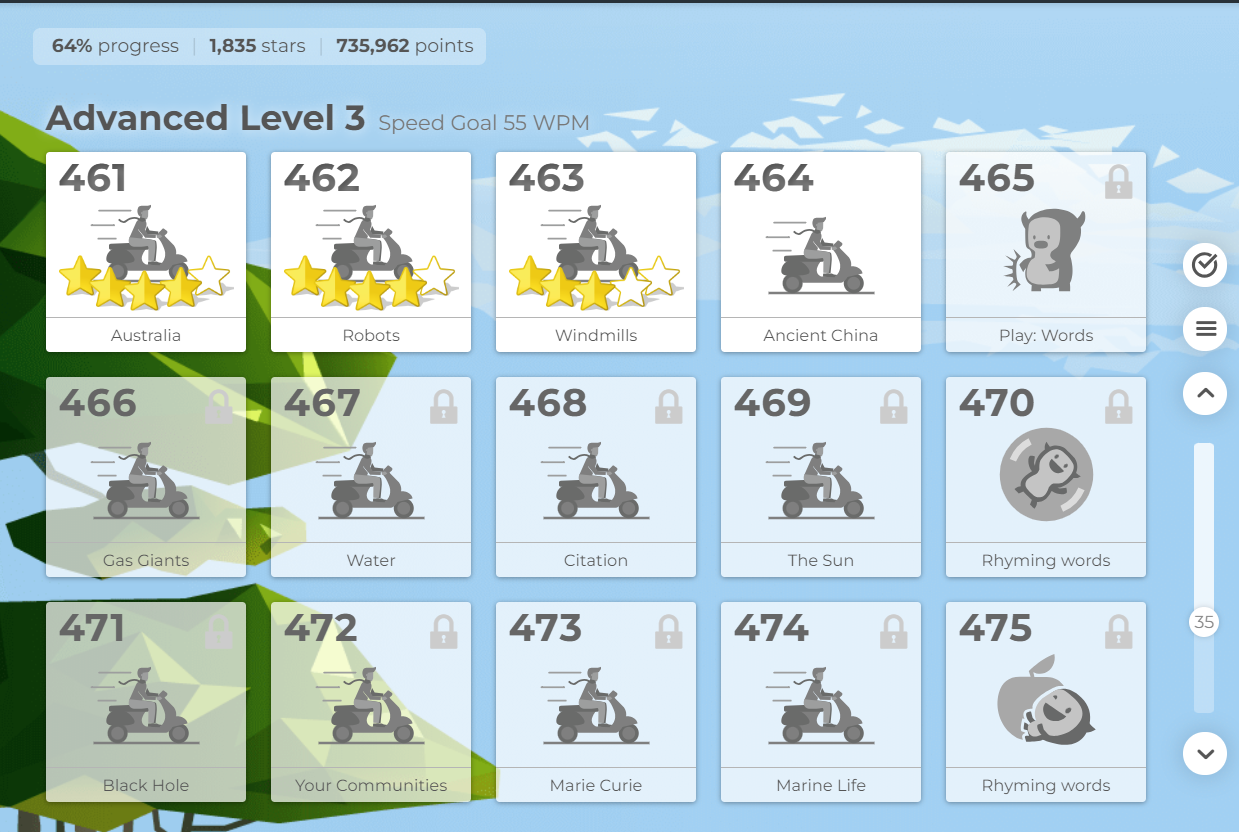 64% progress | 1,835 stars | 735,962 points
Advanced Level 3 Speed Goal 55 WPM
461 462 463 464 465
Australia Robots Windmills Ancient China Play: Words
466 467 468 469 470
Gas Giants Water Citation The Sun Rhyming words
35
471 472 473 474 475
Black Hole Your Communities Marie Curie Marine Life Rhyming words